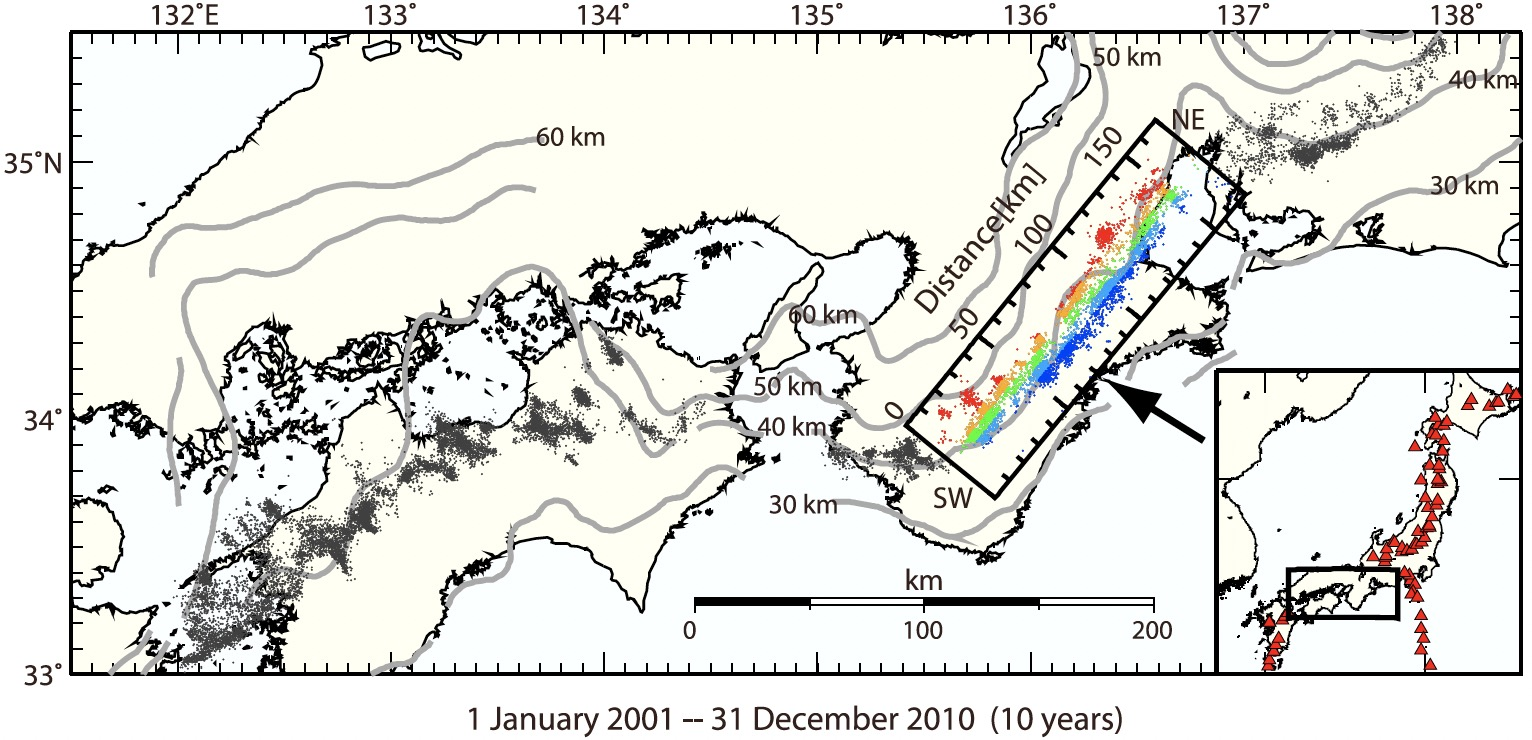 132˚E 133˚ 134˚ 135˚ 136˚ 137˚ 138˚
50 km
40 km
NE
150
60 km
35˚N
30 km
Distance[km]
100
60 km
50
50 km
0
34˚
40 km
SW
30 km
km
0 100 200
33˚
1 January 2001 -- 31 December 2010 (10 years)